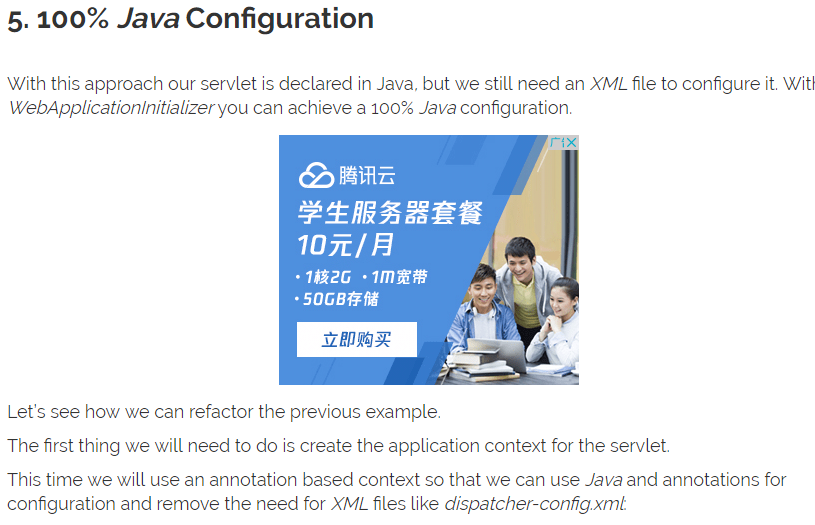 5. 100% Java Configuration
With this approach our servlet is declared in Java, but we still need an XML file to configure it. With
WebApplicationInitializer you can achieve a 100% Java configuration.
广告
腾讯云
学生服务器套餐
10元/月
·1核2G ·1M宽带
·50GB存储
立即购买
Let's see how we can refactor the previous example.
The first thing we will need to do is create the application context for the servlet.
This time we will use an annotation based context so that we can use Java and annotations for
configuration and remove the need for XML files like dispatcher-config.xml: